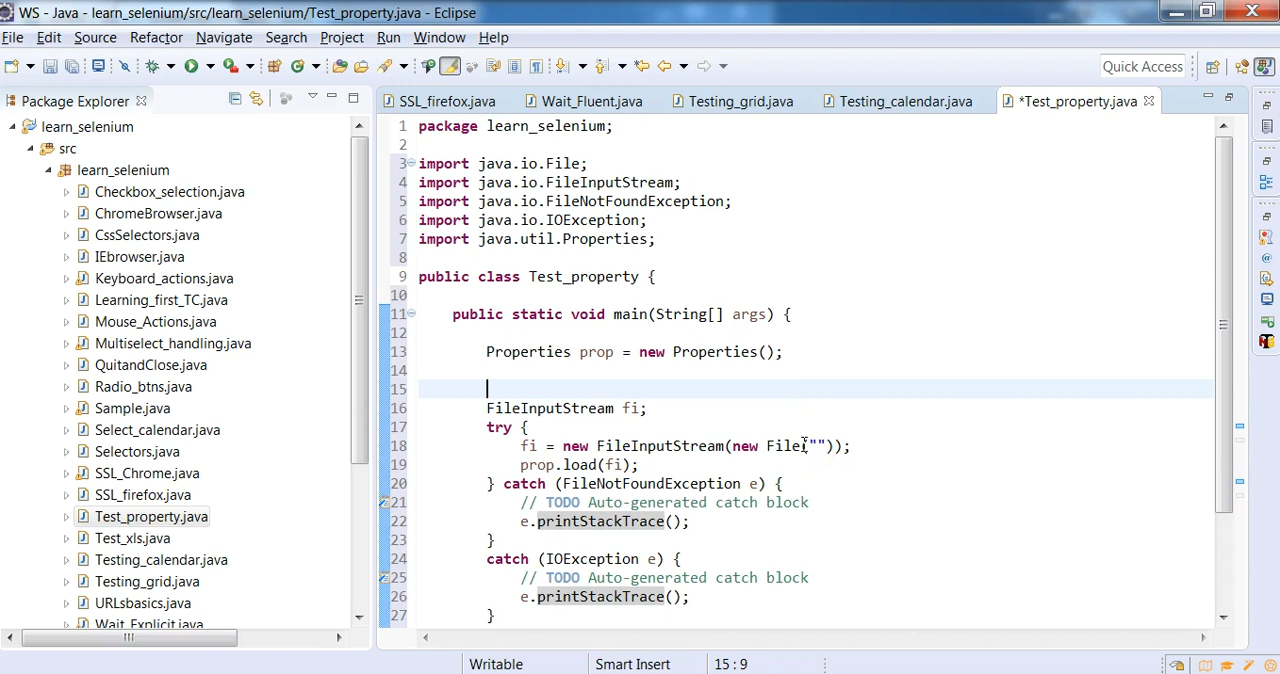 WS - Java - learn_selenium/src/learn_selenium/Test_property.java - Eclipse
File Edit Source Refactor Navigate Search Project Run Window Help
Quick Access
Package Explorer
SSL_firefox.java Wait_Fluent.java Testing_grid.java Testing_calendar.java *Test_property.java
learn_selenium
src
learn_selenium
Checkbox_selection.java
ChromeBrowser.java
CssSelectors.java
IEbrowser.java
Keyboard_actions.java
Learning_first_TC.java
Mouse_Actions.java
Multiselect_handling.java
QuitandClose.java
Radio_btns.java
Sample.java
Select_calendar.java
Selectors.java
SSL_Chrome.java
SSL_firefox.java
Test_property.java
Test_xls.java
Testing_calendar.java
Testing_grid.java
URLsbasics.java
Wait_Explicit.java
1 package learn_selenium;
2
3 import java.io.File;
4 import java.io.FileInputStream;
5 import java.io.FileNotFoundException;
6 import java.io.IOException;
7 import java.util.Properties;
8
9 public class Test_property {
10
11 public static void main(String[] args) {
12
13 Properties prop = new Properties();
14
15
16 FileInputStream fi;
17 try {
18 fi = new FileInputStream(new File(""));
19 prop.load(fi);
20 } catch (FileNotFoundException e) {
21 // TODO Auto-generated catch block
22 e.printStackTrace();
23 }
24 catch (IOException e) {
25 // TODO Auto-generated catch block
26 e.printStackTrace();
27 }
Writable Smart Insert 15 : 9